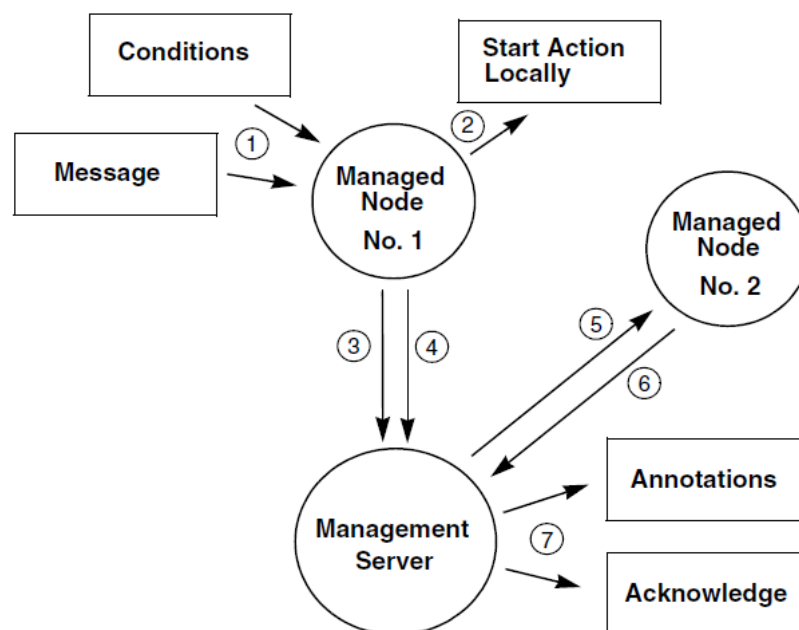 Conditions
Start Action
Locally
1
2
Message
Managed
Node
No. 1
Managed
Node
No. 2
3
4
5
6
Annotations
Management
Server
7
Acknowledge